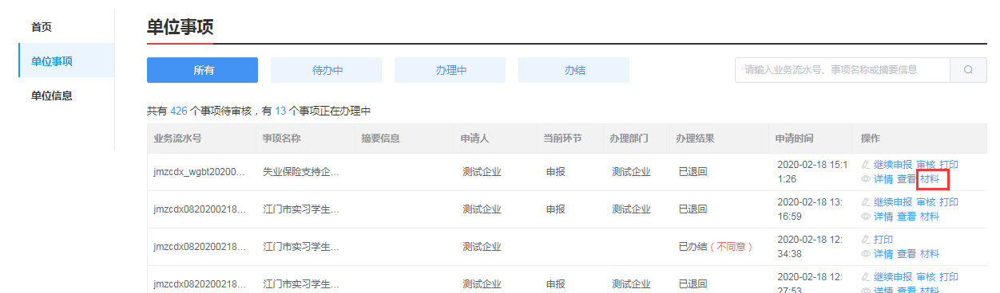 首页
单位事项
单位信息
单位事项
所有 待办中 办理中 办结 请输入业务流水号、事项名称或摘要信息
共有 426 个事项待审核，有 13 个事项正在办理中
业务流水号 事项名称 摘要信息 申请人 当前环节 办理部门 办理结果 申请时间 操作
jmzcdx_wgbt20200... 失业保险支持企... 测试企业 申报 测试企业 已退回 2020-02-18 15:1 继续申报 审核 打印
1:26 详情 查看 材料
jmzcdx0820200218... 江门市实习学生... 测试企业 申报 测试企业 已退回 2020-02-18 13: 继续申报 审核 打印
16:59 详情 查看 材料
jmzcdx0820200218... 江门市实习学生... 测试企业 已办结（不同意） 2020-02-18 12: 打印
34:38 详情 查看 材料
jmzcdx0820200218... 江门市实习学生... 测试企业 申报 测试企业 已退回 2020-02-18 12: 继续申报 审核 打印
27:53 详情 查看 材料